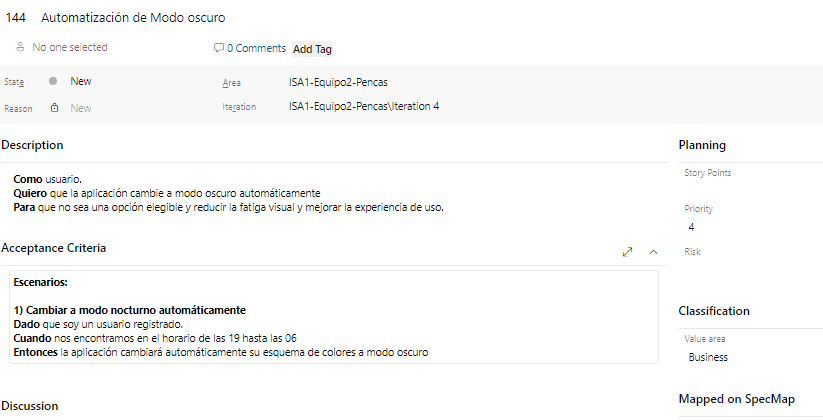 144 Automatización de Modo oscuro
No one selected
0 Comments Add Tag
State New
Area ISA1-Equipo2-Pencas
Reason New
Iteration ISA1-Equipo2-Pencas\Iteration 4
Description
Como usuario.
Quiero que la aplicación cambie a modo oscuro automáticamente
Para que no sea una opción elegible y reducir la fatiga visual y mejorar la experiencia de uso.
Acceptance Criteria
Escenarios:
1) Cambiar a modo nocturno automáticamente
Dado que soy un usuario registrado.
Cuando nos encontramos en el horario de las 19 hasta las 06
Entonces la aplicación cambiará automáticamente su esquema de colores a modo oscuro
Discussion
Planning
Story Points
Priority
4
Risk
Classification
Value area
Business
Mapped on SpecMap